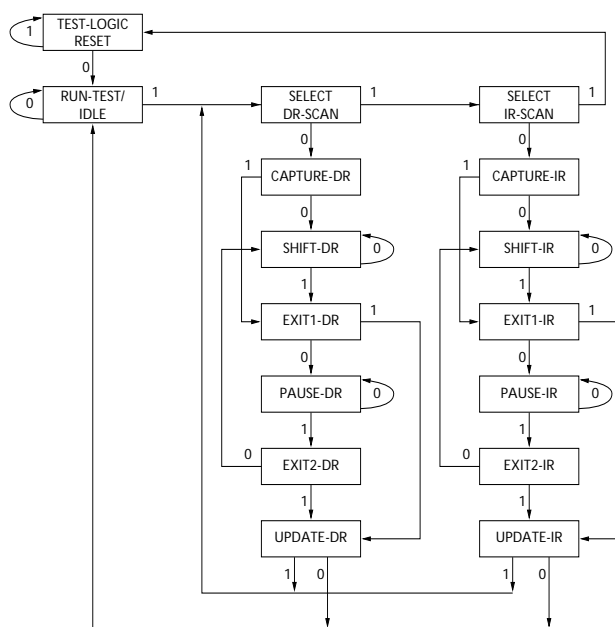 TEST-LOGIC
RESET
1
0
RUN-TEST/
IDLE
0
1
SELECT
DR-SCAN
1
SELECT
IR-SCAN
1
0
0
1
CAPTURE-DR
1
CAPTURE-IR
0
0
SHIFT-DR
0
SHIFT-IR
0
1
1
EXIT1-DR
1
EXIT1-IR
1
0
0
PAUSE-DR
0
PAUSE-IR
0
1
1
0
EXIT2-DR
0
EXIT2-IR
1
1
UPDATE-DR
UPDATE-IR
1
0
1
0